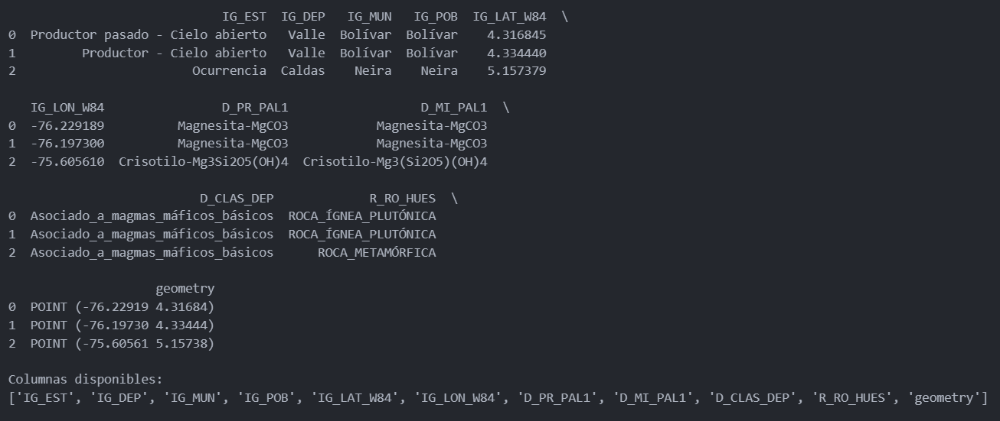 IG_EST IG_DEP IG_MUN IG_POB IG_LAT_W84 \
0 Productor pasado - Cielo abierto Valle Bolívar Bolívar 4.316845
1 Productor - Cielo abierto Valle Bolívar Bolívar 4.334440
2 Ocurrencia Caldas Neira Neira 5.157379
IG_LON_W84 D_PR_PAL1 D_MI_PAL1 \
0 -76.229189 Magnesita-MgCO3 Magnesita-MgCO3
1 -76.197300 Magnesita-MgCO3 Magnesita-MgCO3
2 -75.605610 Crisotilo-Mg3Si2O5(OH)4 Crisotilo-Mg3(Si2O5)(OH)4
D_CLAS_DEP R_RO_HUES \
0 Asociado_a_magmas_máficos_básicos ROCA_ÍGNEA_PLUTÓNICA
1 Asociado_a_magmas_máficos_básicos ROCA_ÍGNEA_PLUTÓNICA
2 Asociado_a_magmas_máficos_básicos ROCA_METAMÓRFICA
geometry
0 POINT (-76.22919 4.31684)
1 POINT (-76.19730 4.33444)
2 POINT (-75.60561 5.15738)
Columnas disponibles:
['IG_EST', 'IG_DEP', 'IG_MUN', 'IG_POB', 'IG_LAT_W84', 'IG_LON_W84', 'D_PR_PAL1', 'D_MI_PAL1', 'D_CLAS_DEP', 'R_RO_HUES', 'geometry']